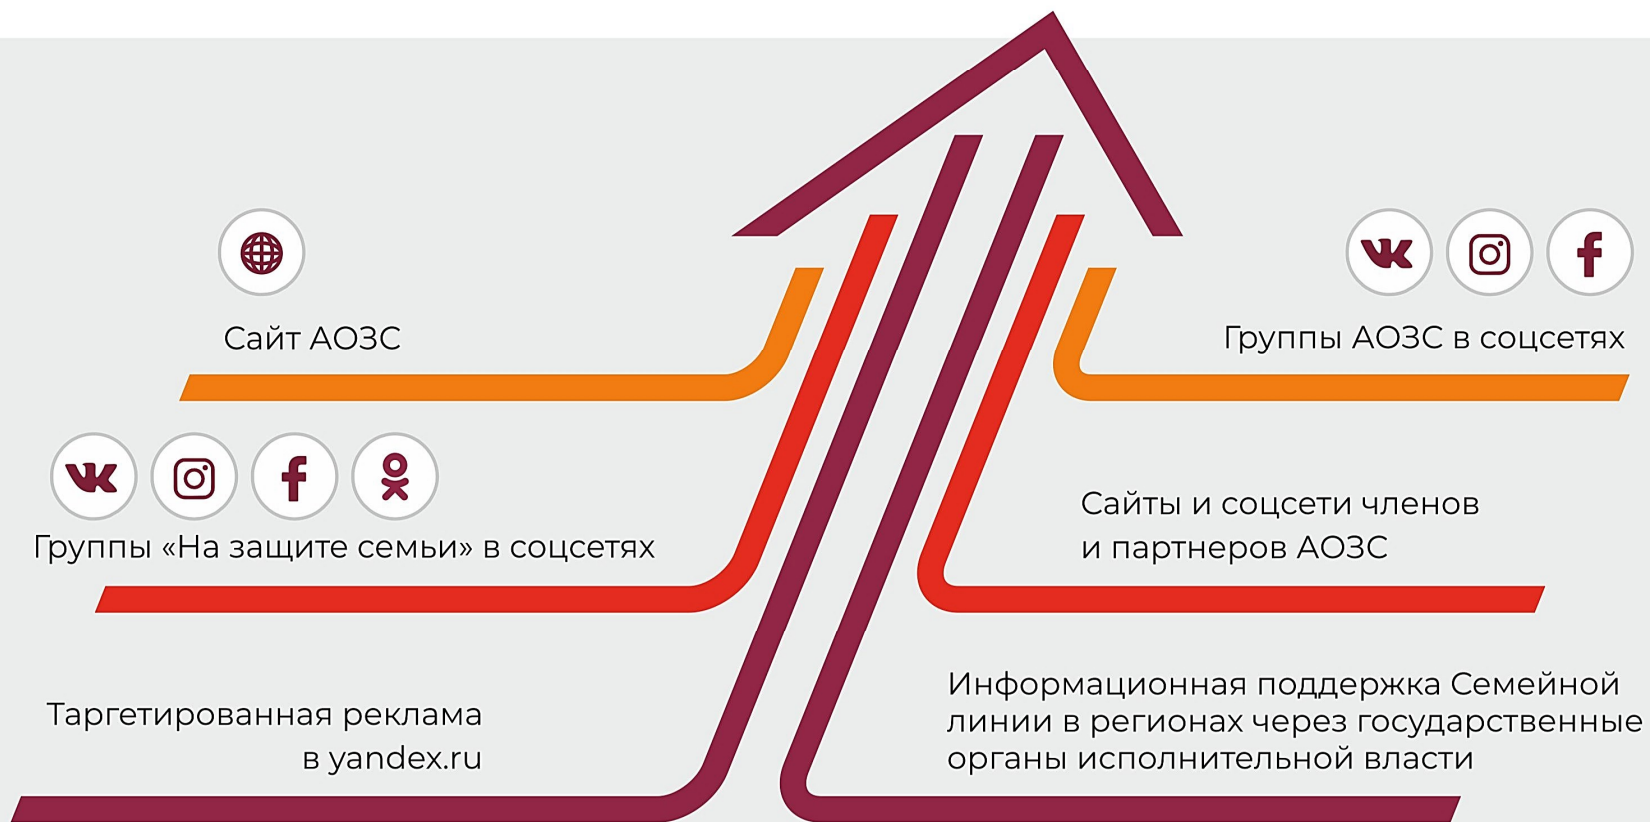 Сайт АОЗС
Группы АОЗС в соцсетях
Группы «На защите семьи» в соцсетях
Сайты и соцсети членов
и партнеров АОЗС
Таргетированная реклама
в yandex.ru
Информационная поддержка Семейной
линии в регионах через государственные
органы исполнительной власти